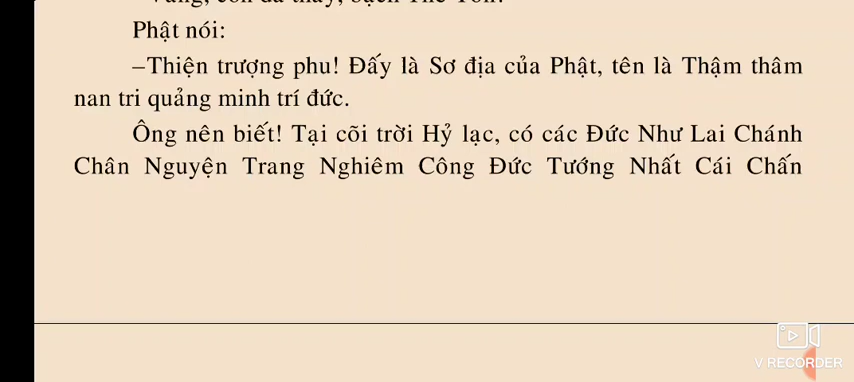 Phật nói:
–Thiện trượng phu! Đấy là Sơ địa của Phật, tên là Thậm thâm
nan tri quảng minh trí đức.
Ông nên biết! Tại cõi trời Hỷ lạc, có các Đức Như Lai Chánh
Chân Nguyện Trang Nghiêm Công Đức Tướng Nhất Cái Chấn
V RECORDER